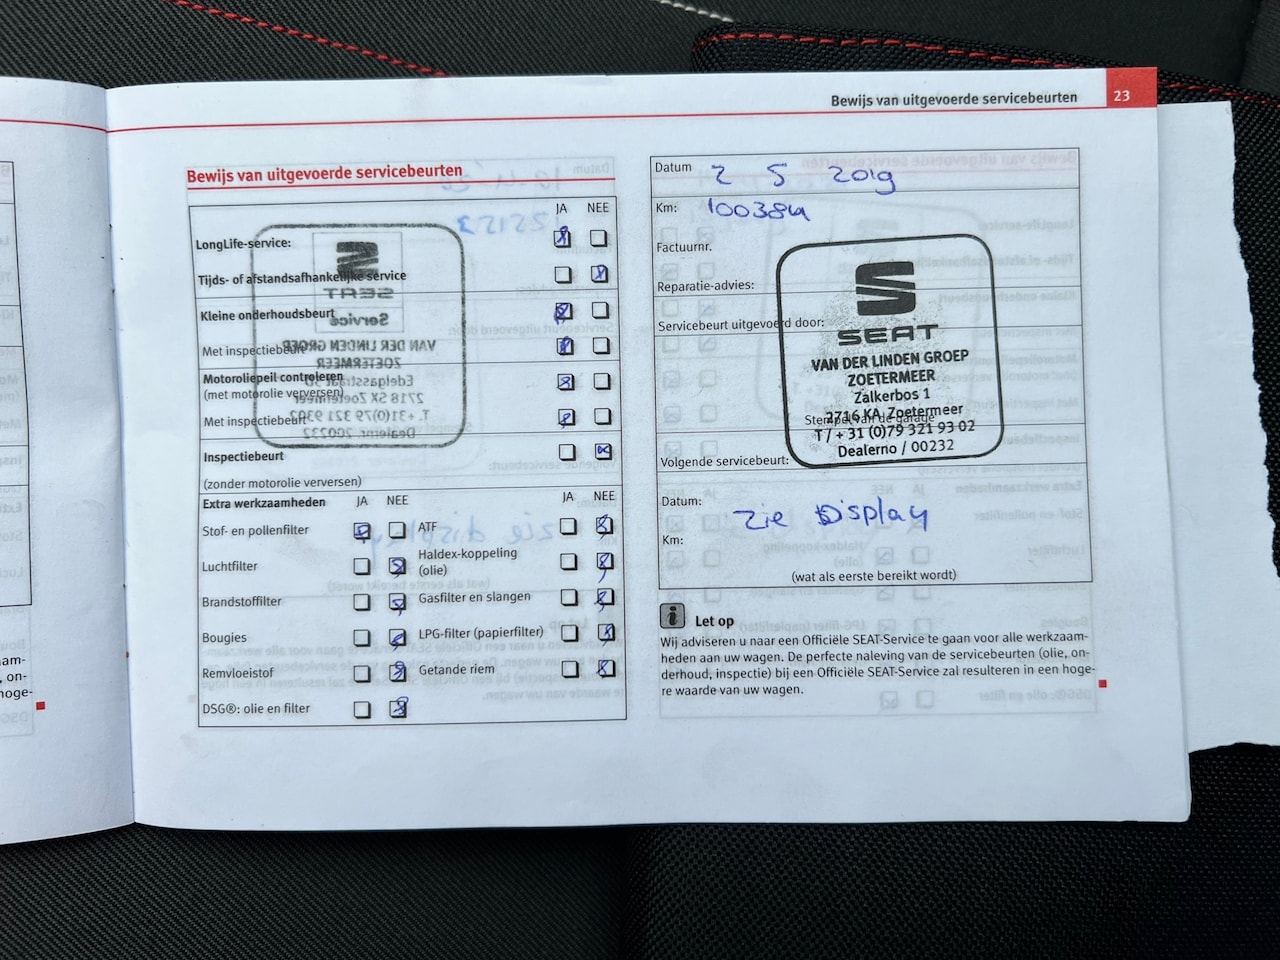 Bewijs van uitgevoerde servicebeurten 23
Bewijs van uitgevoerde servicebeurten
JA NEE
LongLife-service:
Tijds- of afstandsafhankelijke service
Kleine onderhoudsbeurt
Met inspectiebeurt
Motoroliepeil controleren
(met motorolie verversen)
Met inspectiebeurt
Inspectiebeurt
(zonder motorolie verversen)
Extra werkzaamheden JA NEE JA NEE
Stof- en pollenfilter ATF
Luchtfilter Haldex-koppeling
(olie)
Brandstoffilter Gasfilter en slangen
Bougies LPG-filter (papierfilter)
Remvloeistof Getande riem
DSG®: olie en filter
Datum 2 5 2019
Km: 100384
Factuurnr.
Reparatie-advies:
Servicebeurt uitgevoerd door:
SEAT
VAN DER LINDEN GROEP
ZOETERMEER
Zalkerbos 1
2716 KA Zoetermeer
Stempel van de garage
T / + 31 (0)79 321 93 02
Dealerno / 00232
Volgende servicebeurt:
Datum:
Zie Display
Km:
(wat als eerste bereikt wordt)
Let op
Wij adviseren u naar een Officiële SEAT-Service te gaan voor alle werkzaam-
heden aan uw wagen. De perfecte naleving van de servicebeurten (olie, on-
derhoud, inspectie) bij een Officiële SEAT-Service zal resulteren in een hoge-
re waarde van uw wagen.